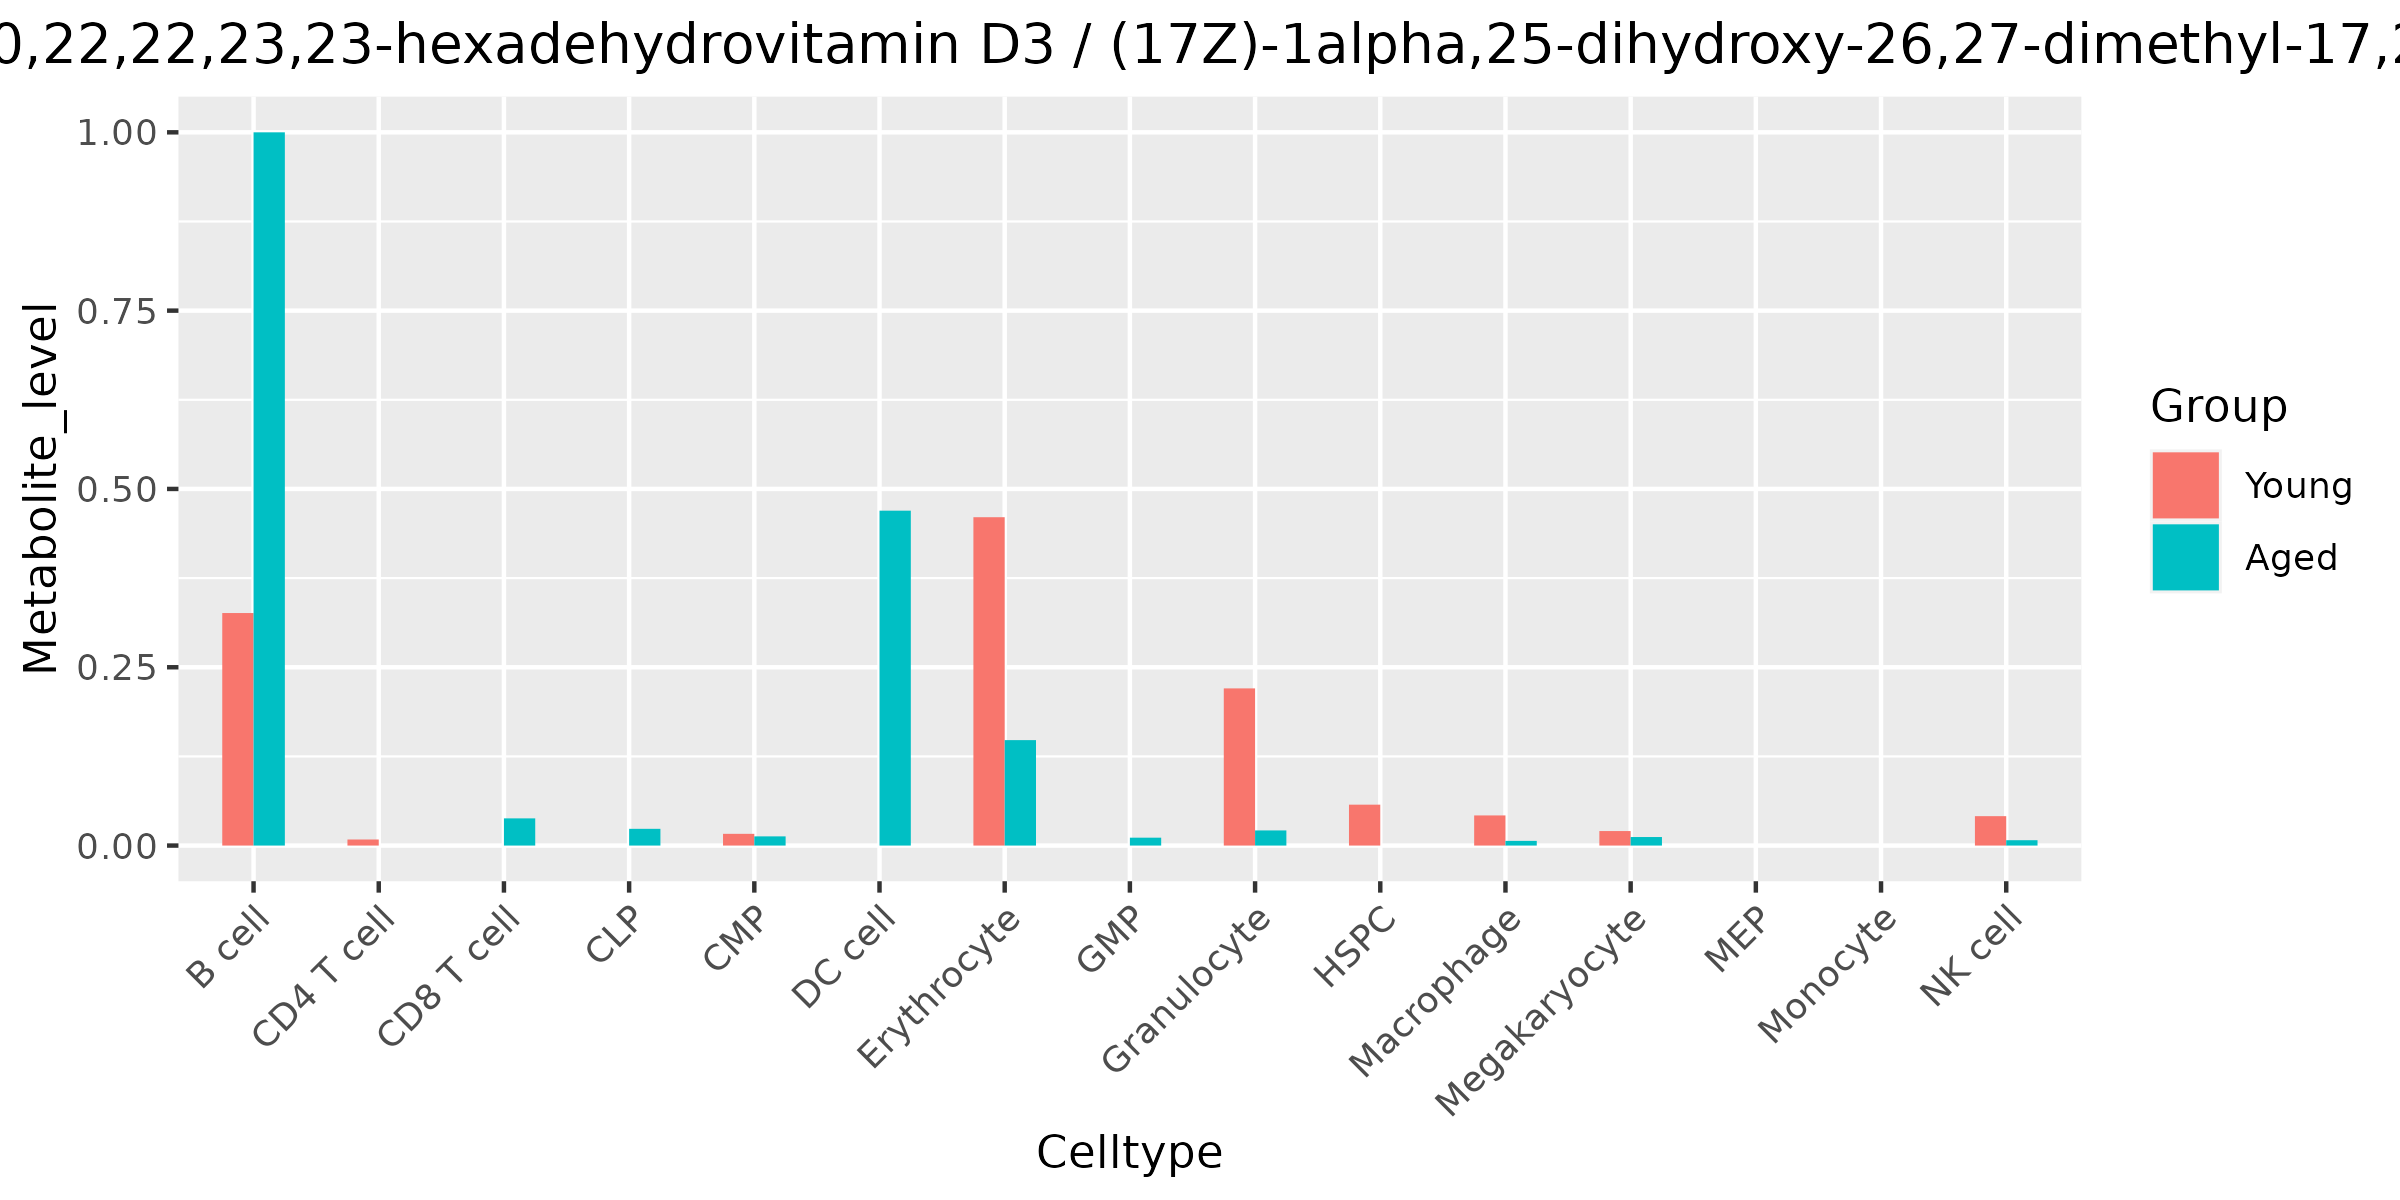 0,22,22,23,23-hexadehydrovitamin D3 / (17Z)-1alpha,25-dihydroxy-26,27-dimethyl-17,2
Metabolite_level
1.00
0.75
0.50
0.25
0.00
B cell
CD4 T cell
CD8 T cell
CLP
CMP
DC cell
Erythrocyte
GMP
Granulocyte
HSPC
Macrophage
Megakaryocyte
MEP
Monocyte
NK cell
Celltype
Group
Young
Aged